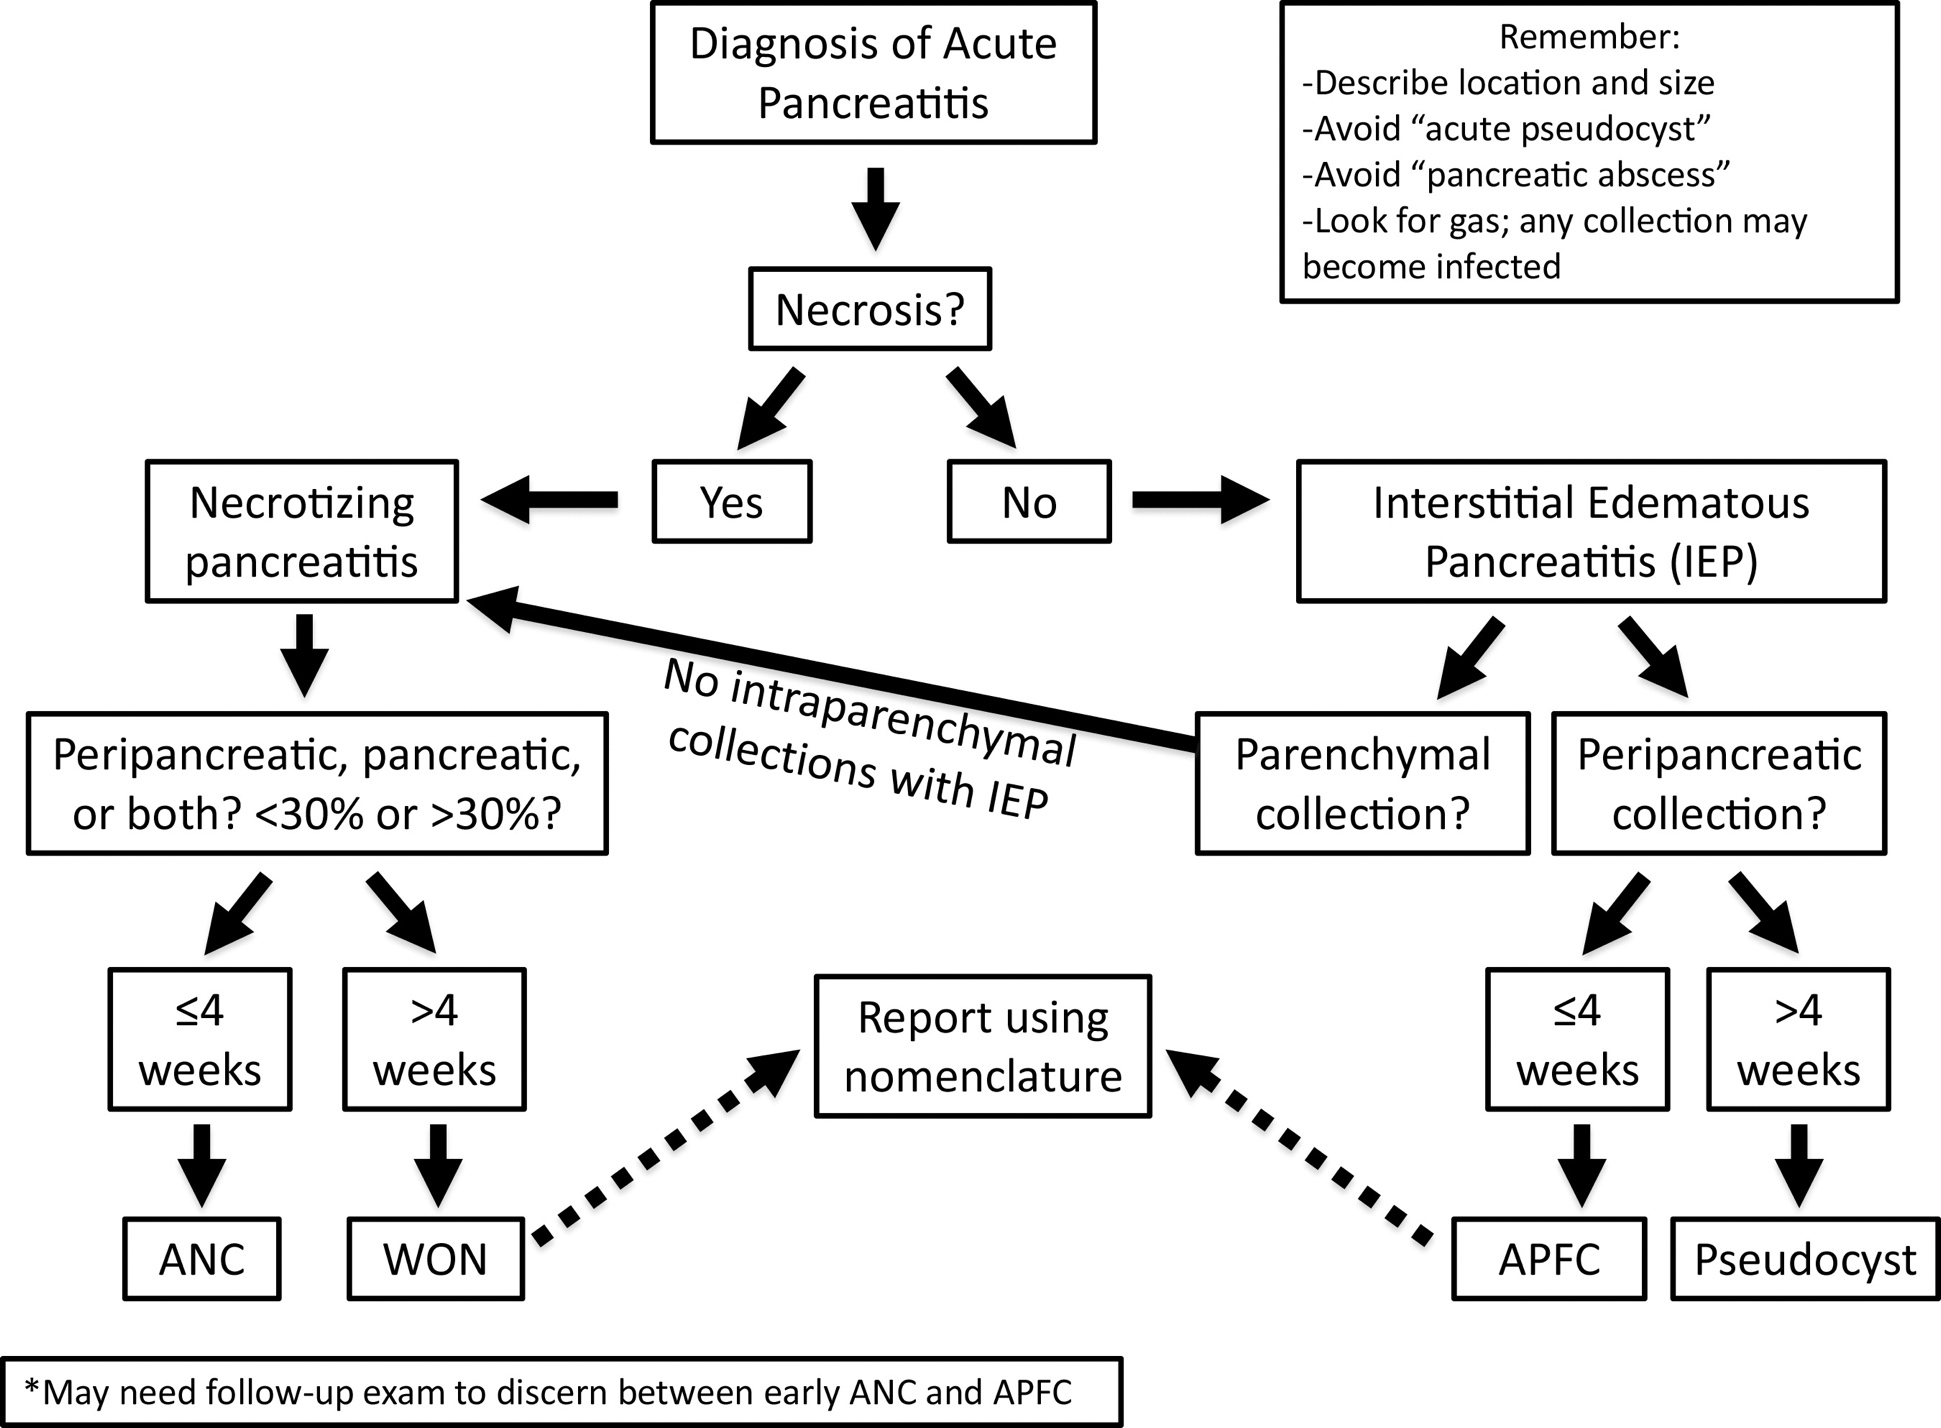 Diagnosis of Acute
Pancreatitis
Remember:
-Describe location and size
-Avoid “acute pseudocyst”
-Avoid “pancreatic abscess”
-Look for gas; any collection may
become infected
Necrosis?
Necrotizing
pancreatitis
Yes
No
Interstitial Edematous
Pancreatitis (IEP)
No intraparenchymal
collections with IEP
Peripancreatic, pancreatic,
or both? <30% or >30%?
Parenchymal
collection?
Peripancreatic
collection?
≤4
weeks
>4
weeks
Report using
nomenclature
≤4
weeks
>4
weeks
ANC
WON
APFC
Pseudocyst
*May need follow-up exam to discern between early ANC and APFC